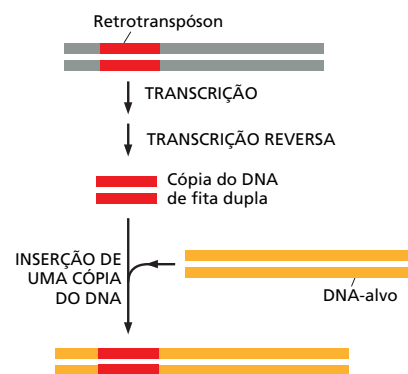 Retrotranspóson
TRANSCRIÇÃO
TRANSCRIÇÃO REVERSA
Cópia do DNA
de fita dupla
INSERÇÃO DE
UMA CÓPIA
DO DNA
DNA-alvo